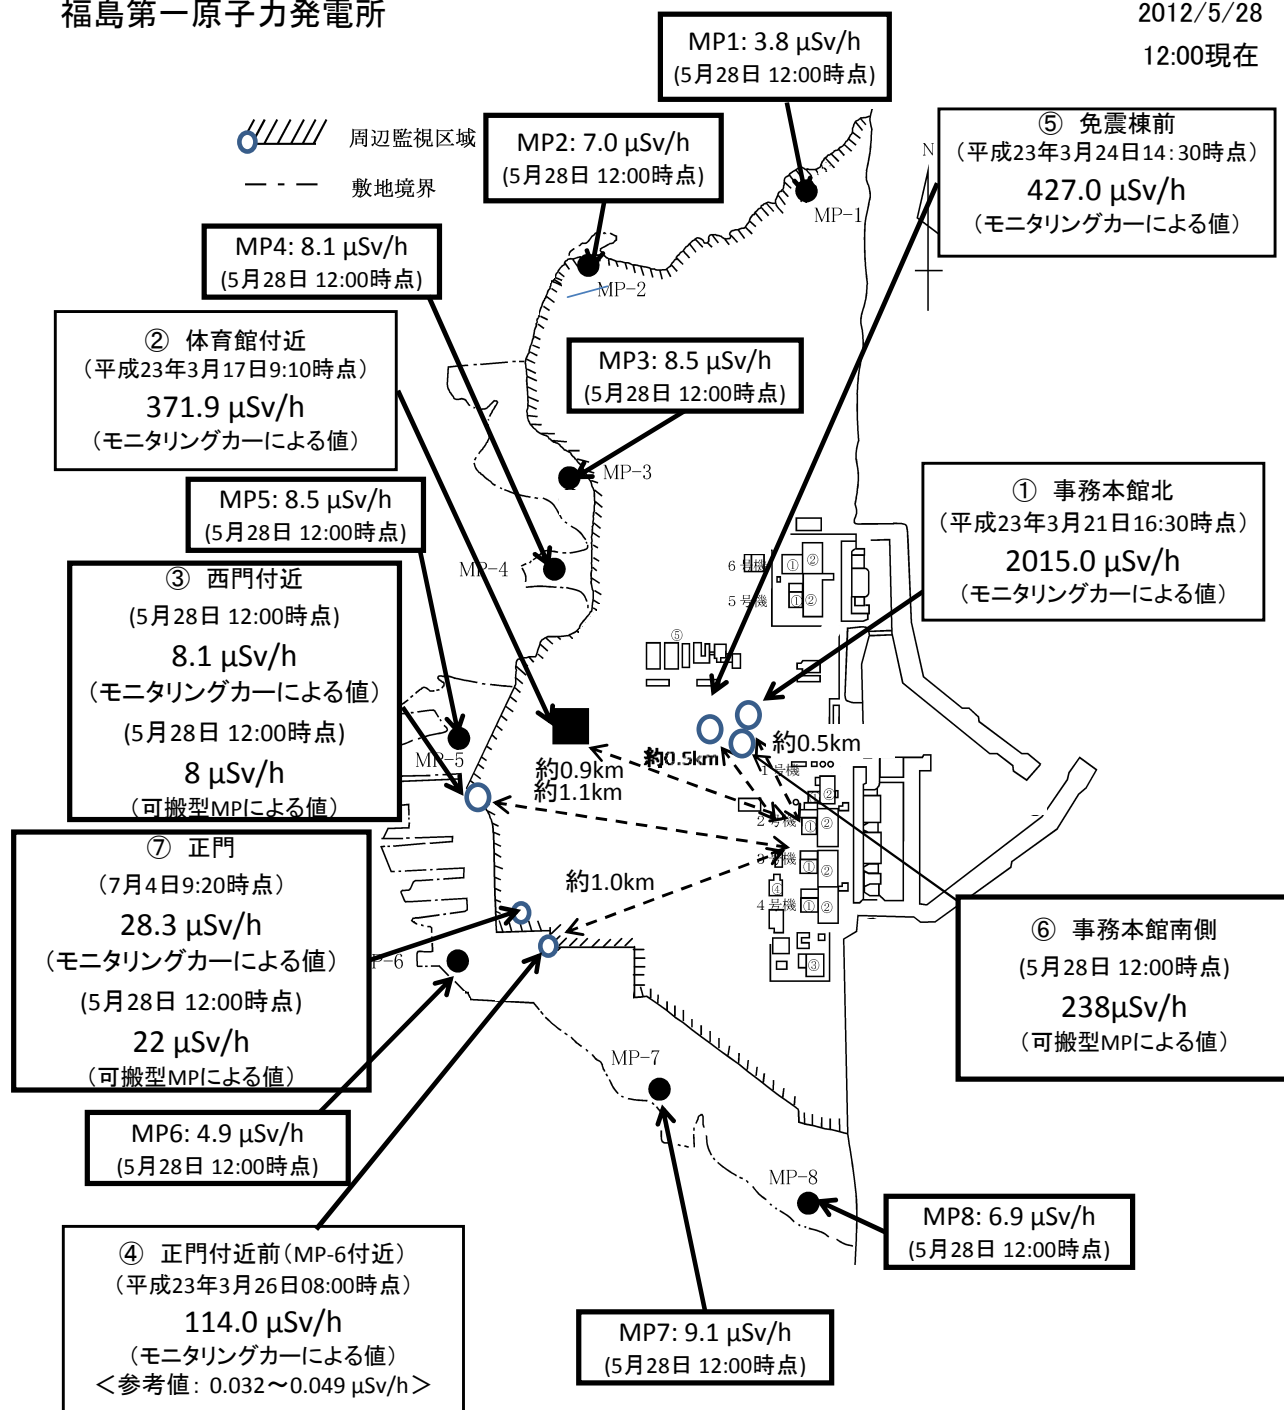 福島第一原子力発電所
2012/5/28
12:00現在
周辺監視区域
敷地境界
MP1: 3.8 μSv/h
(5月28日 12:00時点)
MP2: 7.0 μSv/h
(5月28日 12:00時点)
⑤ 免震棟前
（平成23年3月24日14:30時点）
427.0 μSv/h
（モニタリングカーによる値）
N
MP-1
MP4: 8.1 μSv/h
(5月28日 12:00時点)
MP-2
② 体育館付近
（平成23年3月17日9:10時点）
371.9 μSv/h
（モニタリングカーによる値）
MP3: 8.5 μSv/h
(5月28日 12:00時点)
MP-3
MP5: 8.5 μSv/h
(5月28日 12:00時点)
① 事務本館北
（平成23年3月21日16:30時点）
2015.0 μSv/h
（モニタリングカーによる値）
MP-4
6号機
①
②
5号機
①
②
⑤
③ 西門付近
(5月28日 12:00時点)
8.1 μSv/h
（モニタリングカーによる値）
(5月28日 12:00時点)
8 μSv/h
（可搬型MPによる値）
MP-5
約0.9km
約1.1km
約0.5km
約0.5km
1号機
①
②
2号機
①
②
3号機
①
②
④
4号機
①
②
③
約1.0km
⑦ 正門
（7月4日9:20時点）
28.3 μSv/h
（モニタリングカーによる値）
(5月28日 12:00時点)
22 μSv/h
（可搬型MPによる値）
P-6
⑥ 事務本館南側
(5月28日 12:00時点)
238μSv/h
（可搬型MPによる値）
MP-7
MP6: 4.9 μSv/h
(5月28日 12:00時点)
MP-8
MP8: 6.9 μSv/h
(5月28日 12:00時点)
④ 正門付近前（MP-6付近）
（平成23年3月26日08:00時点）
114.0 μSv/h
（モニタリングカーによる値）
＜参考値： 0.032～0.049 μSv/h＞
MP7: 9.1 μSv/h
(5月28日 12:00時点)